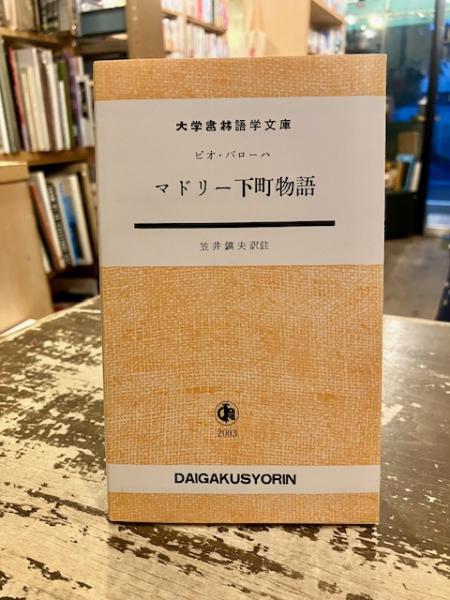 大学書林語学文庫
ピオ・バローハ
マドリー下町物語
笠井鎮夫訳註
2003
DAIGAKUSYORIN